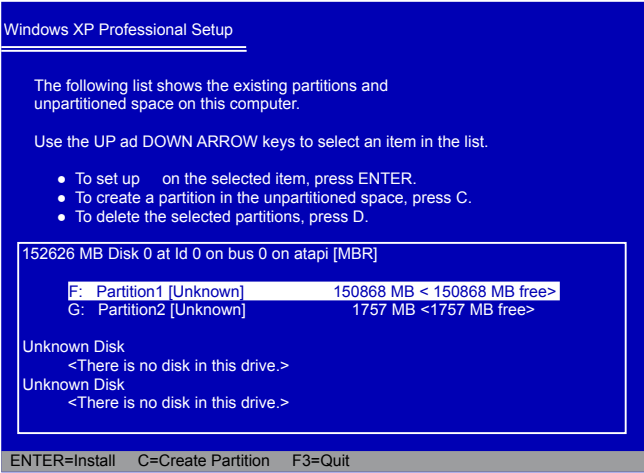 Windows XP Professional Setup
The following list shows the existing partitions and
unpartitioned space on this computer.
Use the UP ad DOWN ARROW keys to select an item in the list.
● To set up on the selected item, press ENTER.
● To create a partition in the unpartitioned space, press C.
● To delete the selected partitions, press D.
152626 MB Disk 0 at Id 0 on bus 0 on atapi [MBR]
F: Partition1 [Unknown] 150868 MB < 150868 MB free>
G: Partition2 [Unknown] 1757 MB <1757 MB free>
Unknown Disk
<There is no disk in this drive.>
Unknown Disk
<There is no disk in this drive.>
ENTER=Install C=Create Partition F3=Quit